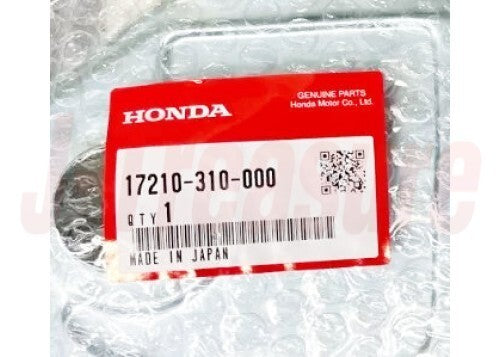 GENUINE PARTS
Honda Motor Co., Ltd.
HONDA
17210-310-000
QTY 1
MADE IN JAPAN